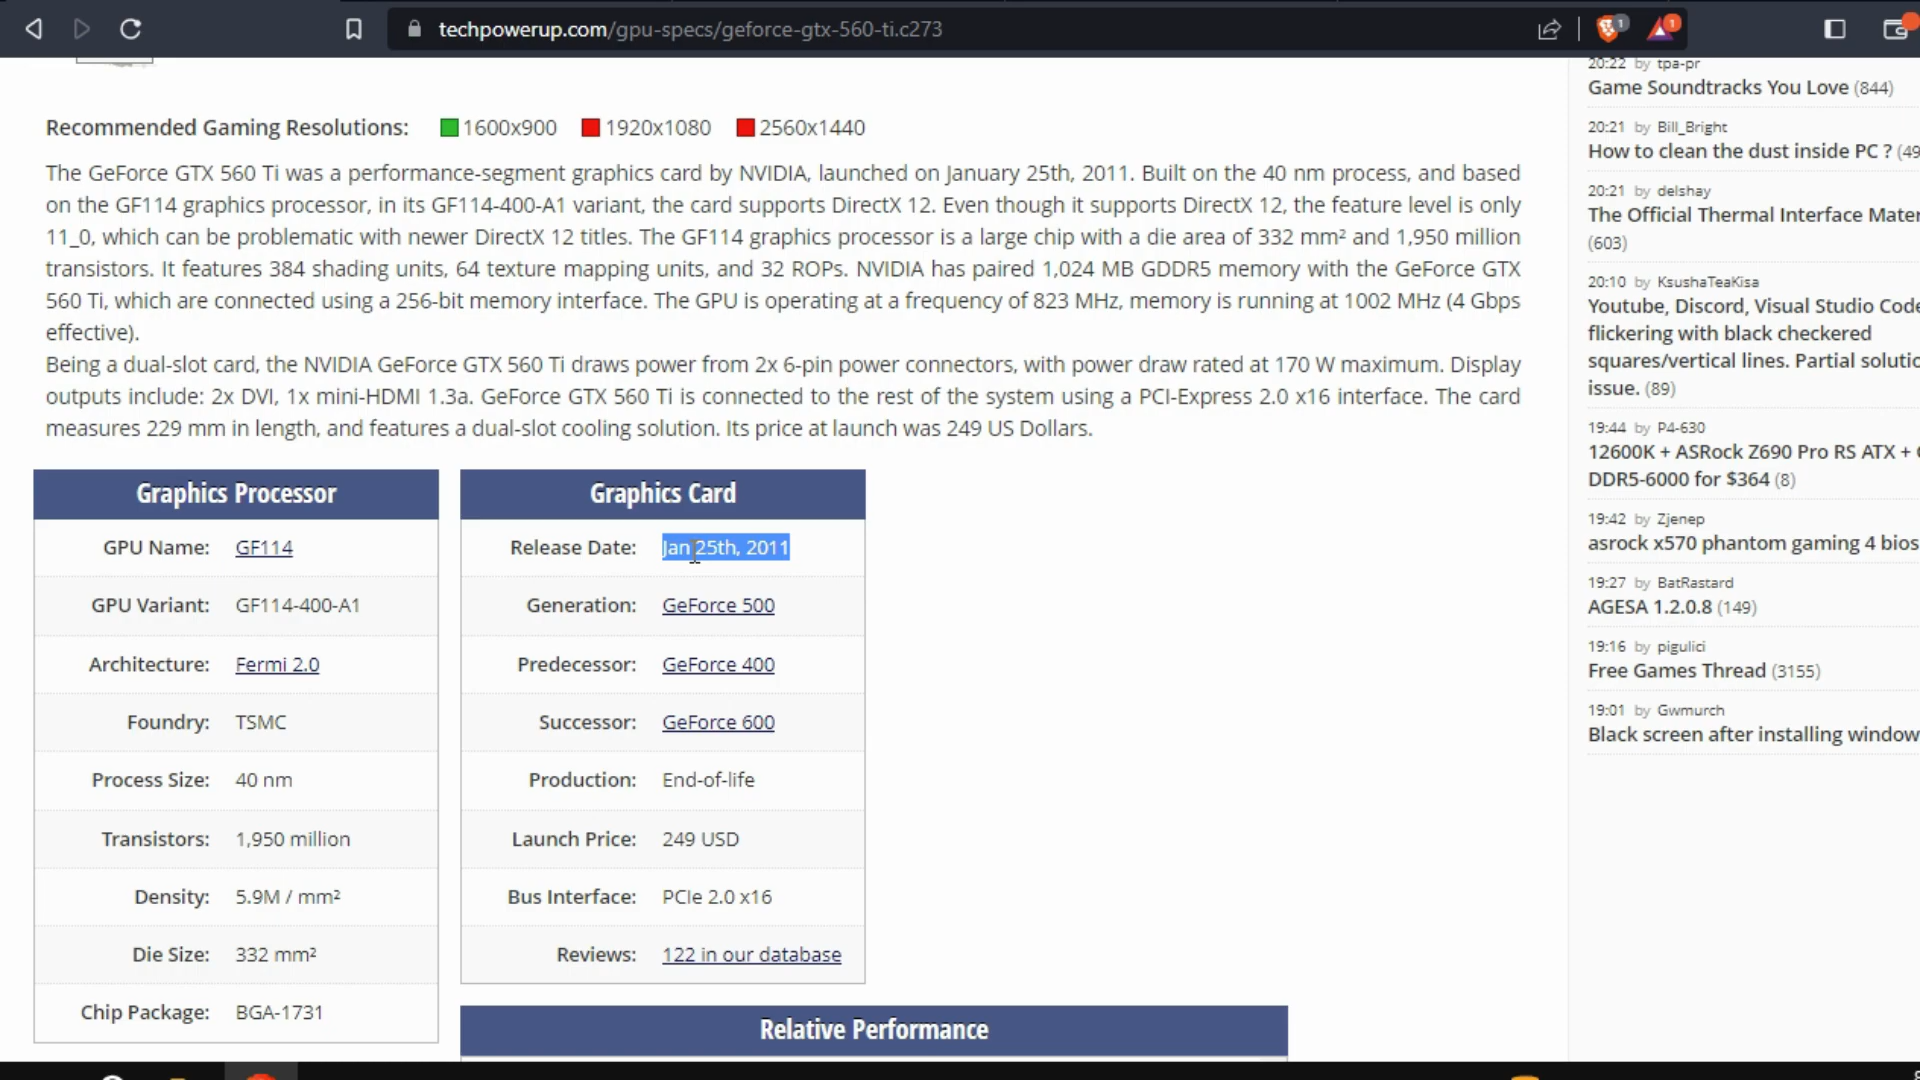 techpowerup.com/gpu-specs/geforce-gtx-560-ti.c273
1
1
Recommended Gaming Resolutions: 1600x900 1920x1080 2560x1440
The GeForce GTX 560 Ti was a performance-segment graphics card by NVIDIA, launched on January 25th, 2011. Built on the 40 nm process, and based
on the GF114 graphics processor, in its GF114-400-A1 variant, the card supports DirectX 12. Even though it supports DirectX 12, the feature level is only
11_0, which can be problematic with newer DirectX 12 titles. The GF114 graphics processor is a large chip with a die area of 332 mm² and 1,950 million
transistors. It features 384 shading units, 64 texture mapping units, and 32 ROPs. NVIDIA has paired 1,024 MB GDDR5 memory with the GeForce GTX
560 Ti, which are connected using a 256-bit memory interface. The GPU is operating at a frequency of 823 MHz, memory is running at 1002 MHz (4 Gbps
effective).
Being a dual-slot card, the NVIDIA GeForce GTX 560 Ti draws power from 2x 6-pin power connectors, with power draw rated at 170 W maximum. Display
outputs include: 2x DVI, 1x mini-HDMI 1.3a. GeForce GTX 560 Ti is connected to the rest of the system using a PCI-Express 2.0 x16 interface. The card
measures 229 mm in length, and features a dual-slot cooling solution. Its price at launch was 249 US Dollars.
Graphics Processor
GPU Name: GF114
GPU Variant: GF114-400-A1
Architecture: Fermi 2.0
Foundry: TSMC
Process Size: 40 nm
Transistors: 1,950 million
Density: 5.9M / mm²
Die Size: 332 mm²
Chip Package: BGA-1731
Graphics Card
Release Date: Jan 25th, 2011
Generation: GeForce 500
Predecessor: GeForce 400
Successor: GeForce 600
Production: End-of-life
Launch Price: 249 USD
Bus Interface: PCIe 2.0 x16
Reviews: 122 in our database
Relative Performance
20:22 by tpa-pr
Game Soundtracks You Love (844)
20:21 by Bill_Bright
How to clean the dust inside PC ? (49
20:21 by delshay
The Official Thermal Interface Mater
(603)
20:10 by KsushaTeaKisa
Youtube, Discord, Visual Studio Code
flickering with black checkered
squares/vertical lines. Partial solutio
issue. (89)
19:44 by P4-630
12600K + ASRock Z690 Pro RS ATX +
DDR5-6000 for $364 (8)
19:42 by Zjenep
asrock x570 phantom gaming 4 bios
19:27 by BatRastard
AGESA 1.2.0.8 (149)
19:16 by pigulici
Free Games Thread (3155)
19:01 by Gwmurch
Black screen after installing window